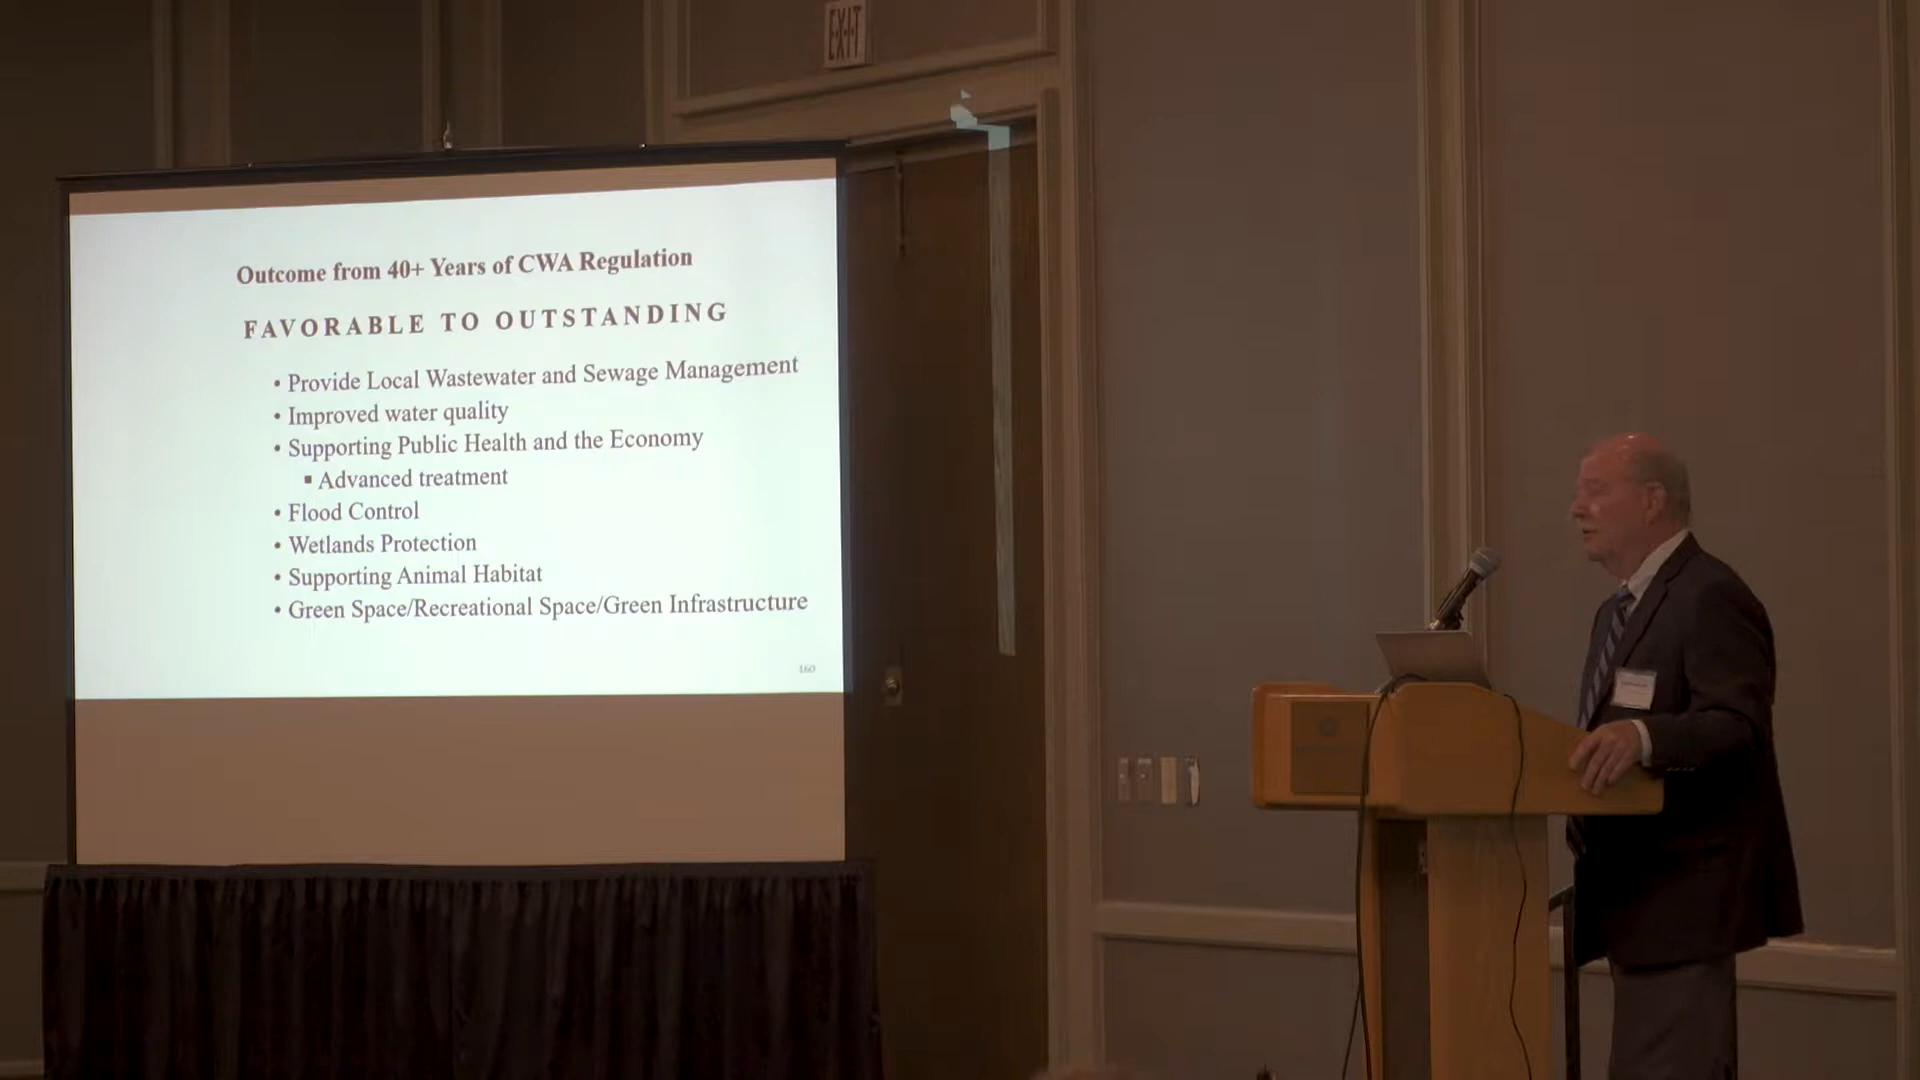 EXIT
Outcome from 40+ Years of CWA Regulation
FAVORABLE TO OUTSTANDING
• Provide Local Wastewater and Sewage Management
• Improved water quality
• Supporting Public Health and the Economy
▪ Advanced treatment
• Flood Control
• Wetlands Protection
• Supporting Animal Habitat
• Green Space/Recreational Space/Green Infrastructure
160